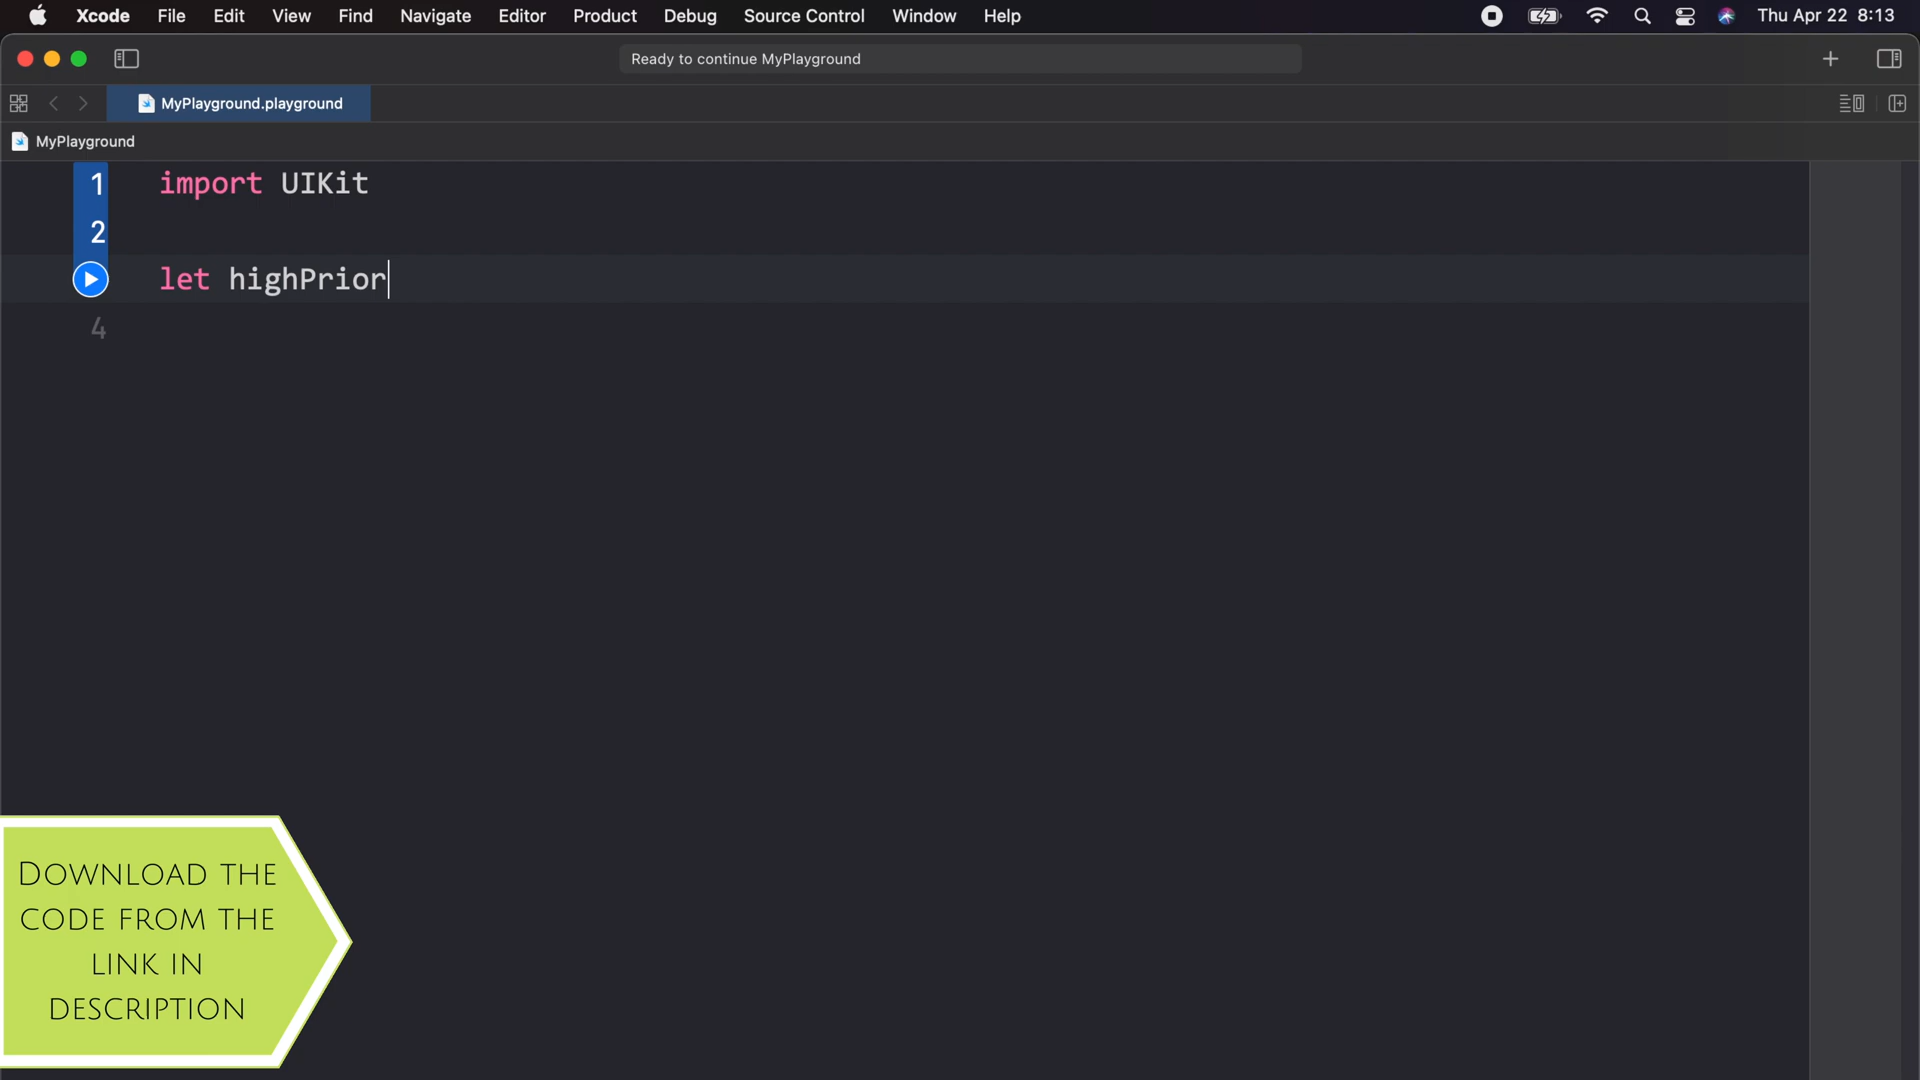 Xcode File Edit View Find Navigate Editor Product Debug Source Control Window Help Thu Apr 22 8:13
Ready to continue MyPlayground
MyPlayground.playground
MyPlayground
1 import UIKit
2
let highPrior
4
DOWNLOAD THE
CODE FROM THE
LINK IN
DESCRIPTION